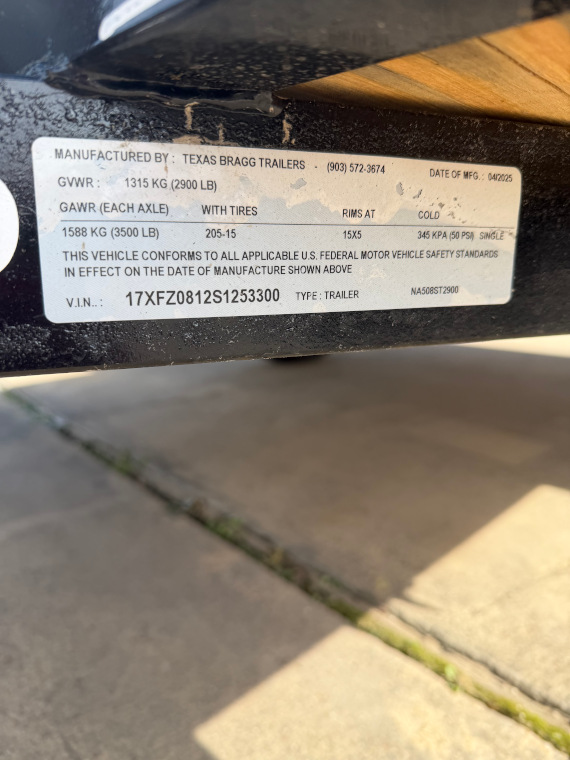 MANUFACTURED BY : TEXAS BRAGG TRAILERS . (903) 572-3674 DATE OF MFG. : 04/2025
GVWR : 1315 KG (2900 LB)
GAWR (EACH AXLE) WITH TIRES RIMS AT COLD
1588 KG (3500 LB) 205-15 15X5 345 KPA (50 PSI) SINGLE
THIS VEHICLE CONFORMS TO ALL APPLICABLE U.S. FEDERAL MOTOR VEHICLE SAFETY STANDARDS
IN EFFECT ON THE DATE OF MANUFACTURE SHOWN ABOVE
V.I.N.. : 17XFZ0812S1253300 TYPE : TRAILER NA508ST2900